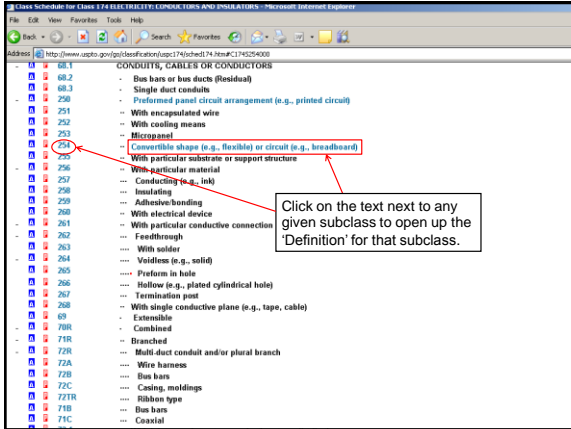 Class Schedule for Class 174 ELECTRICITY: CONDUCTORS AND INSULATORS - Microsoft Internet Explorer
File Edit View Favorites Tools Help
Back Search Favorites
Address http://www.uspto.gov/go/classification/uspc174/sched174.htm#C174S254000
68.1 CONDUITS, CABLES OR CONDUCTORS
68.2 - Bus bars or bus ducts (Residual)
68.3 - Single duct conduits
250 - Preformed panel circuit arrangement (e.g., printed circuit)
251 -- With encapsulated wire
252 -- With cooling means
253 -- Micropanel
254 -- Convertible shape (e.g., flexible) or circuit (e.g., breadboard)
255 -- With particular substrate or support structure
256 -- With particular material
257 --- Conducting (e.g., ink)
258 --- Insulating
259 --- Adhesive/bonding
260 -- With electrical device
261 -- With particular conductive connection
262 --- Feedthrough
263 ---- With solder
264 ---- Voidless (e.g., solid)
265 ----- Preform in hole
266 ---- Hollow (e.g., plated cylindrical hole)
267 --- Termination post
268 -- With single conductive plane (e.g., tape, cable)
69 - Extensible
70R - Combined
71R -- Branched
72R --- Multi-duct conduit and/or plural branch
72A ---- Wire harness
72B ---- Bus bars
72C ---- Casing, moldings
72TR ---- Ribbon type
71B --- Bus bars
71C --- Coaxial
Click on the text next to any
given subclass to open up the
‘Definition’ for that subclass.